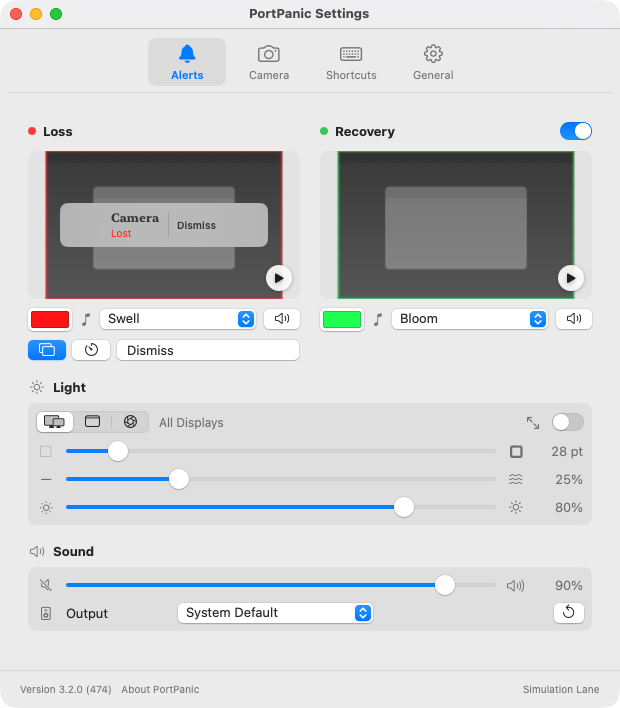 PortPanic Settings
Alerts
Camera
Shortcuts
General
Loss
Recovery
Camera
Lost
Dismiss
Swell
Bloom
Dismiss
Light
All Displays
28 pt
25%
80%
Sound
90%
Output
System Default
Version 3.2.0 (474)
About PortPanic
Simulation Lane